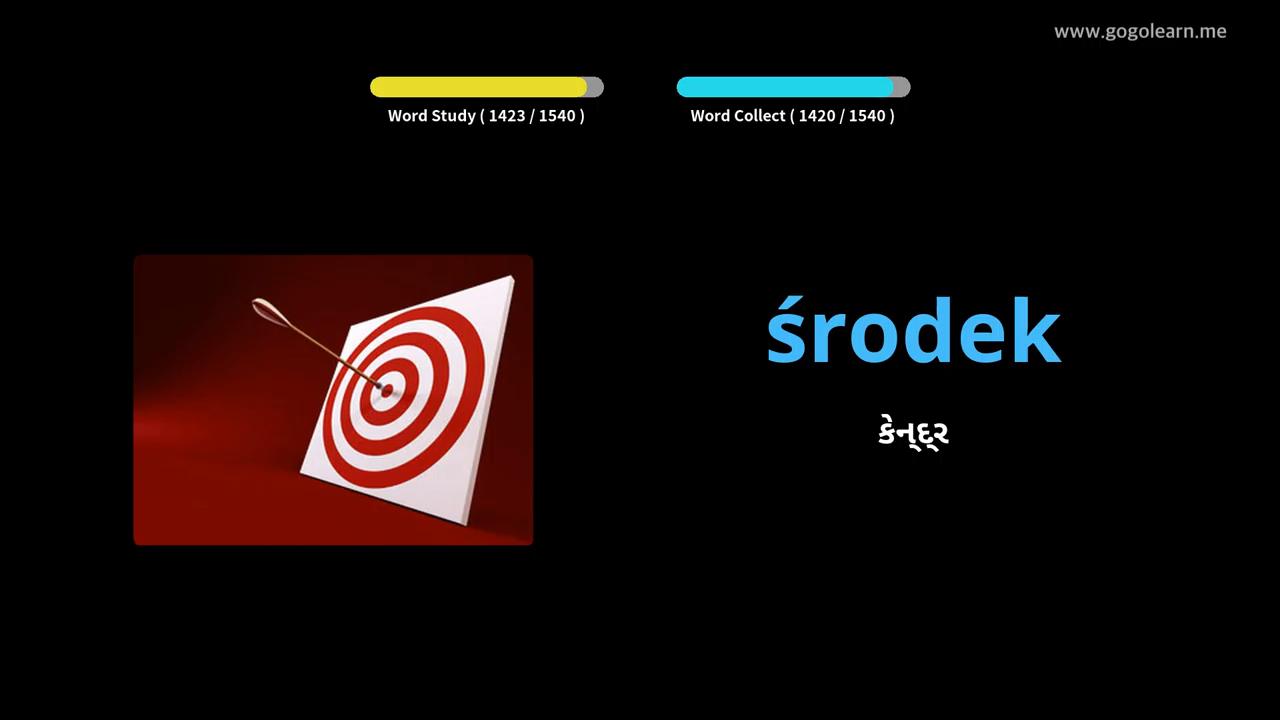 www.gogolearn.me
Word Study ( 1423 / 1540 )
Word Collect ( 1420 / 1540 )
środek
કેન્દ્ર